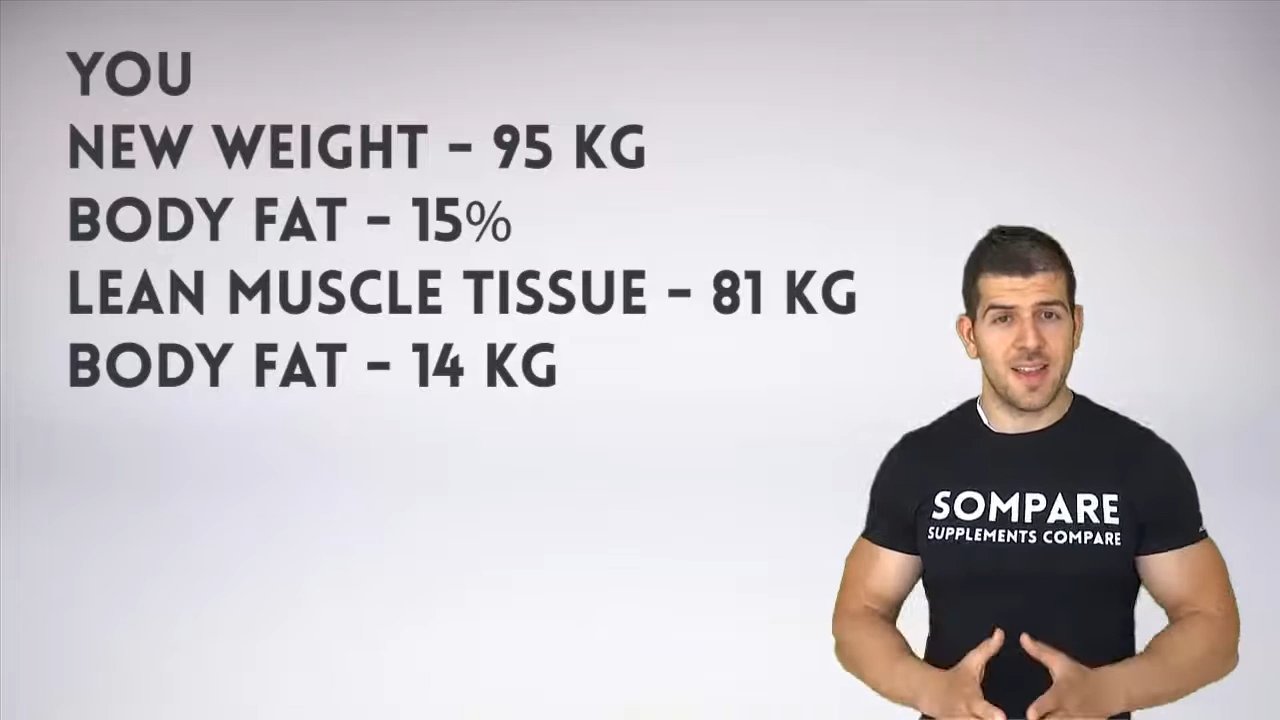 YOU
NEW WEIGHT - 95 KG
BODY FAT - 15%
LEAN MUSCLE TISSUE - 81 KG
BODY FAT - 14 KG
SOMPARE
SUPPLEMENTS COMPARE